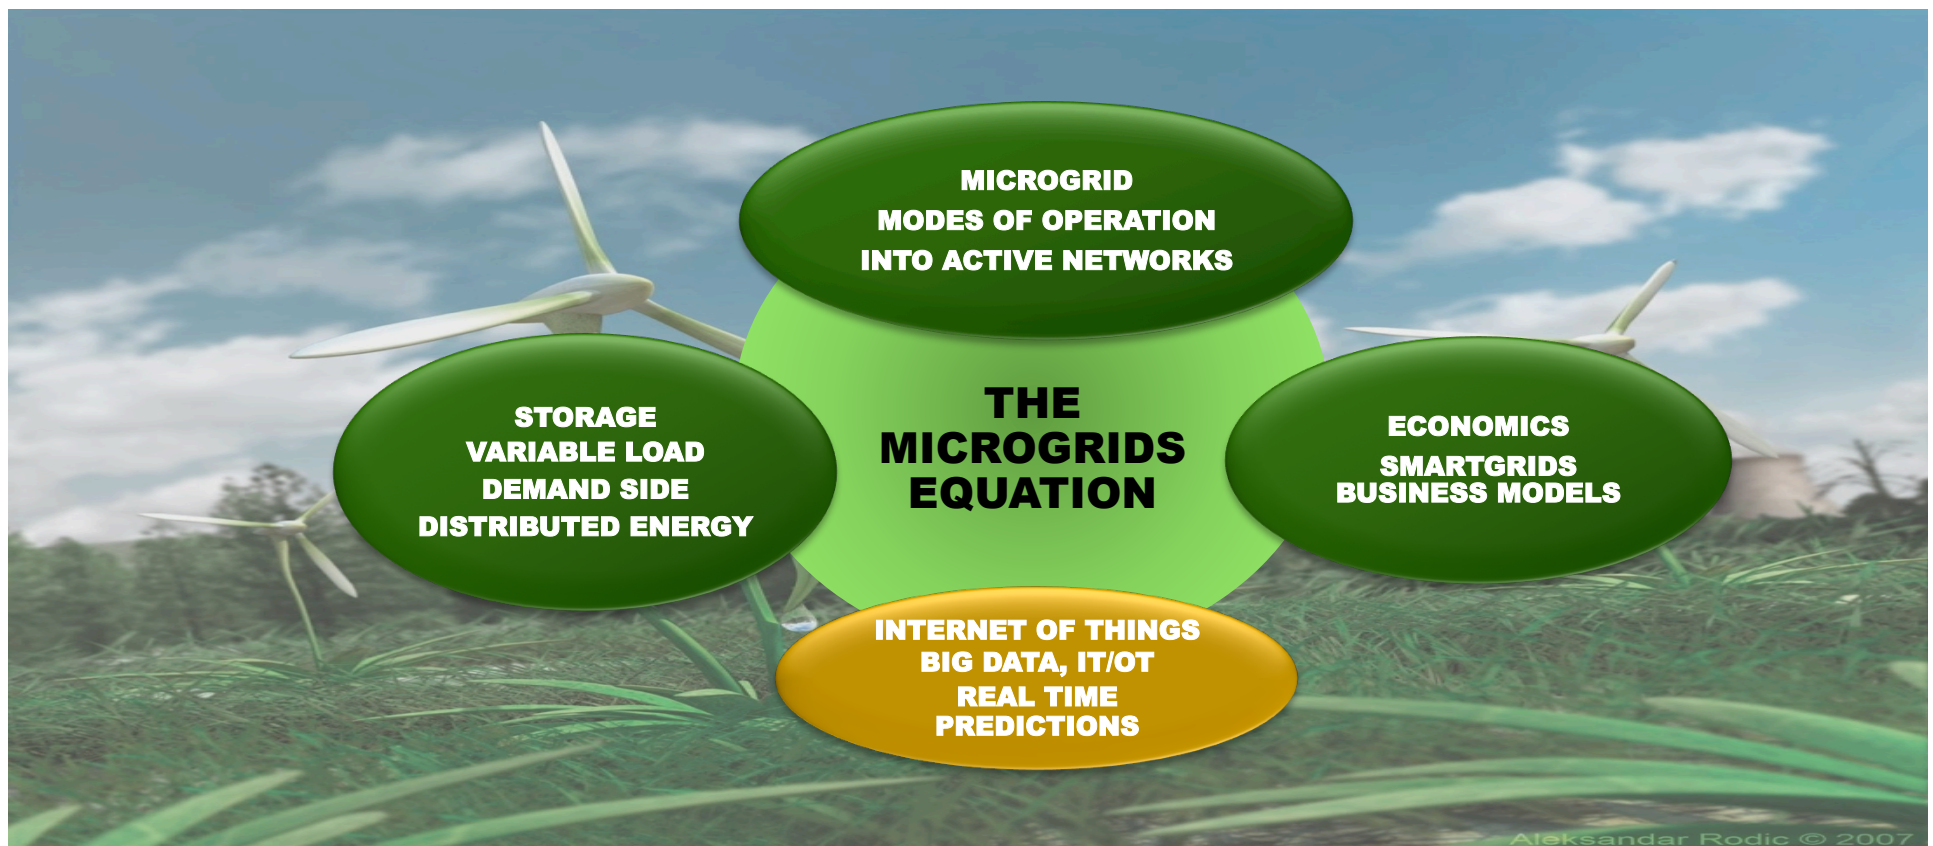 MICROGRID
MODES OF OPERATION
INTO ACTIVE NETWORKS
THE
MICROGRIDS
EQUATION
STORAGE
VARIABLE LOAD
DEMAND SIDE
DISTRIBUTED ENERGY
ECONOMICS
SMARTGRIDS
BUSINESS MODELS
INTERNET OF THINGS
BIG DATA, IT/OT
REAL TIME
PREDICTIONS
Aleksandar Rodic © 2007